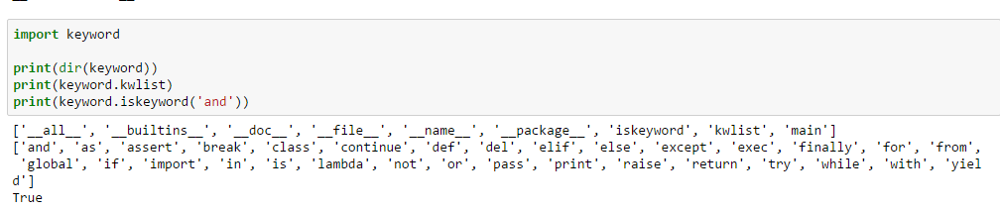 import keyword
print(dir(keyword))
print(keyword.kwlist)
print(keyword.iskeyword('and'))
['__all__', '__builtins__', '__doc__', '__file__', '__name__', '__package__', 'iskeyword', 'kwlist', 'main']
['and', 'as', 'assert', 'break', 'class', 'continue', 'def', 'del', 'elif', 'else', 'except', 'exec', 'finally', 'for', 'from',
'global', 'if', 'import', 'in', 'is', 'lambda', 'not', 'or', 'pass', 'print', 'raise', 'return', 'try', 'while', 'with', 'yiel
d']
True